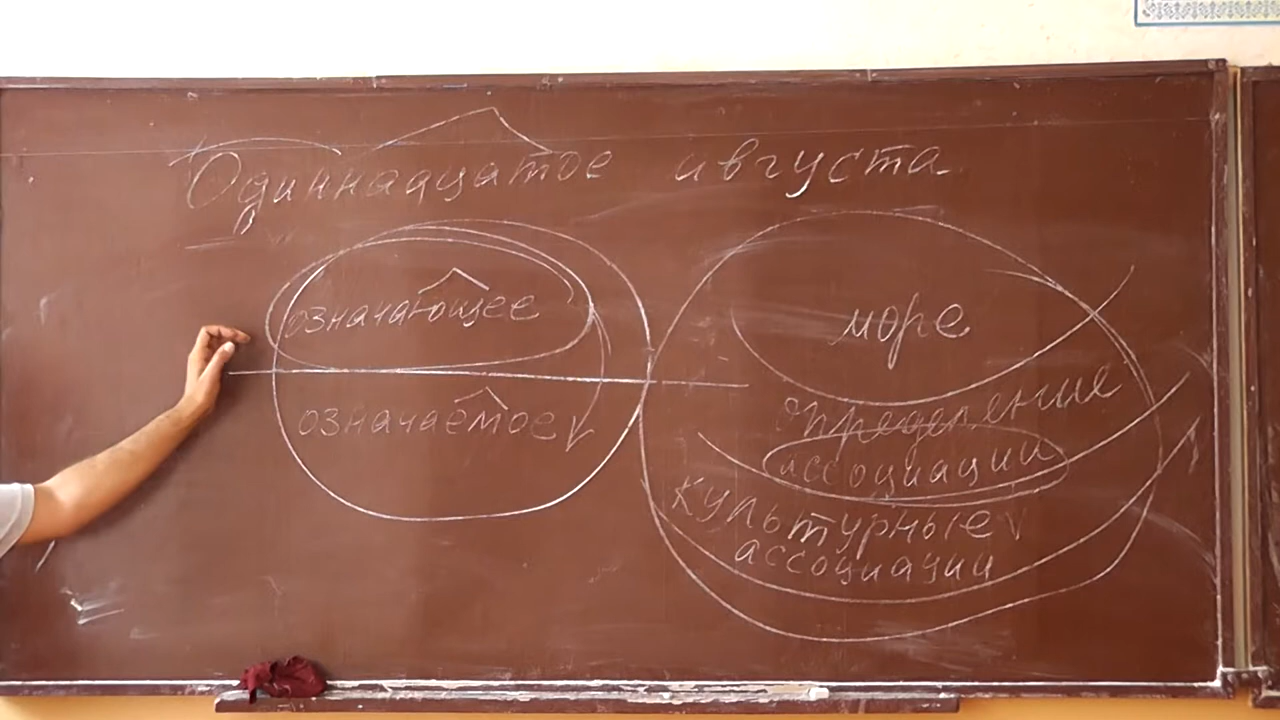 Одиннадцатое августа
означающее
означаемое
море
определение
ассоциации
культурные
ассоциации